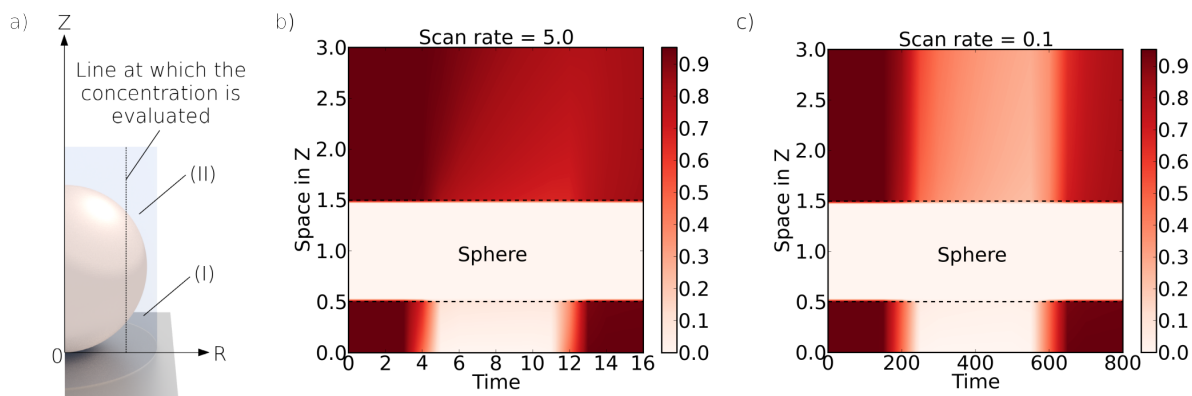 a)
Z
Line at which the
concentration is
evaluated
(II)
(I)
0
R
b)
Scan rate = 5.0
Space in Z
3.0
2.5
2.0
1.5
1.0
0.5
0.0
Sphere
0 2 4 6 8 10 12 14 16
Time
0.9
0.8
0.7
0.6
0.5
0.4
0.3
0.2
0.1
0.0
c)
Scan rate = 0.1
Space in Z
3.0
2.5
2.0
1.5
1.0
0.5
0.0
Sphere
0 200 400 600 800
Time
0.9
0.8
0.7
0.6
0.5
0.4
0.3
0.2
0.1
0.0